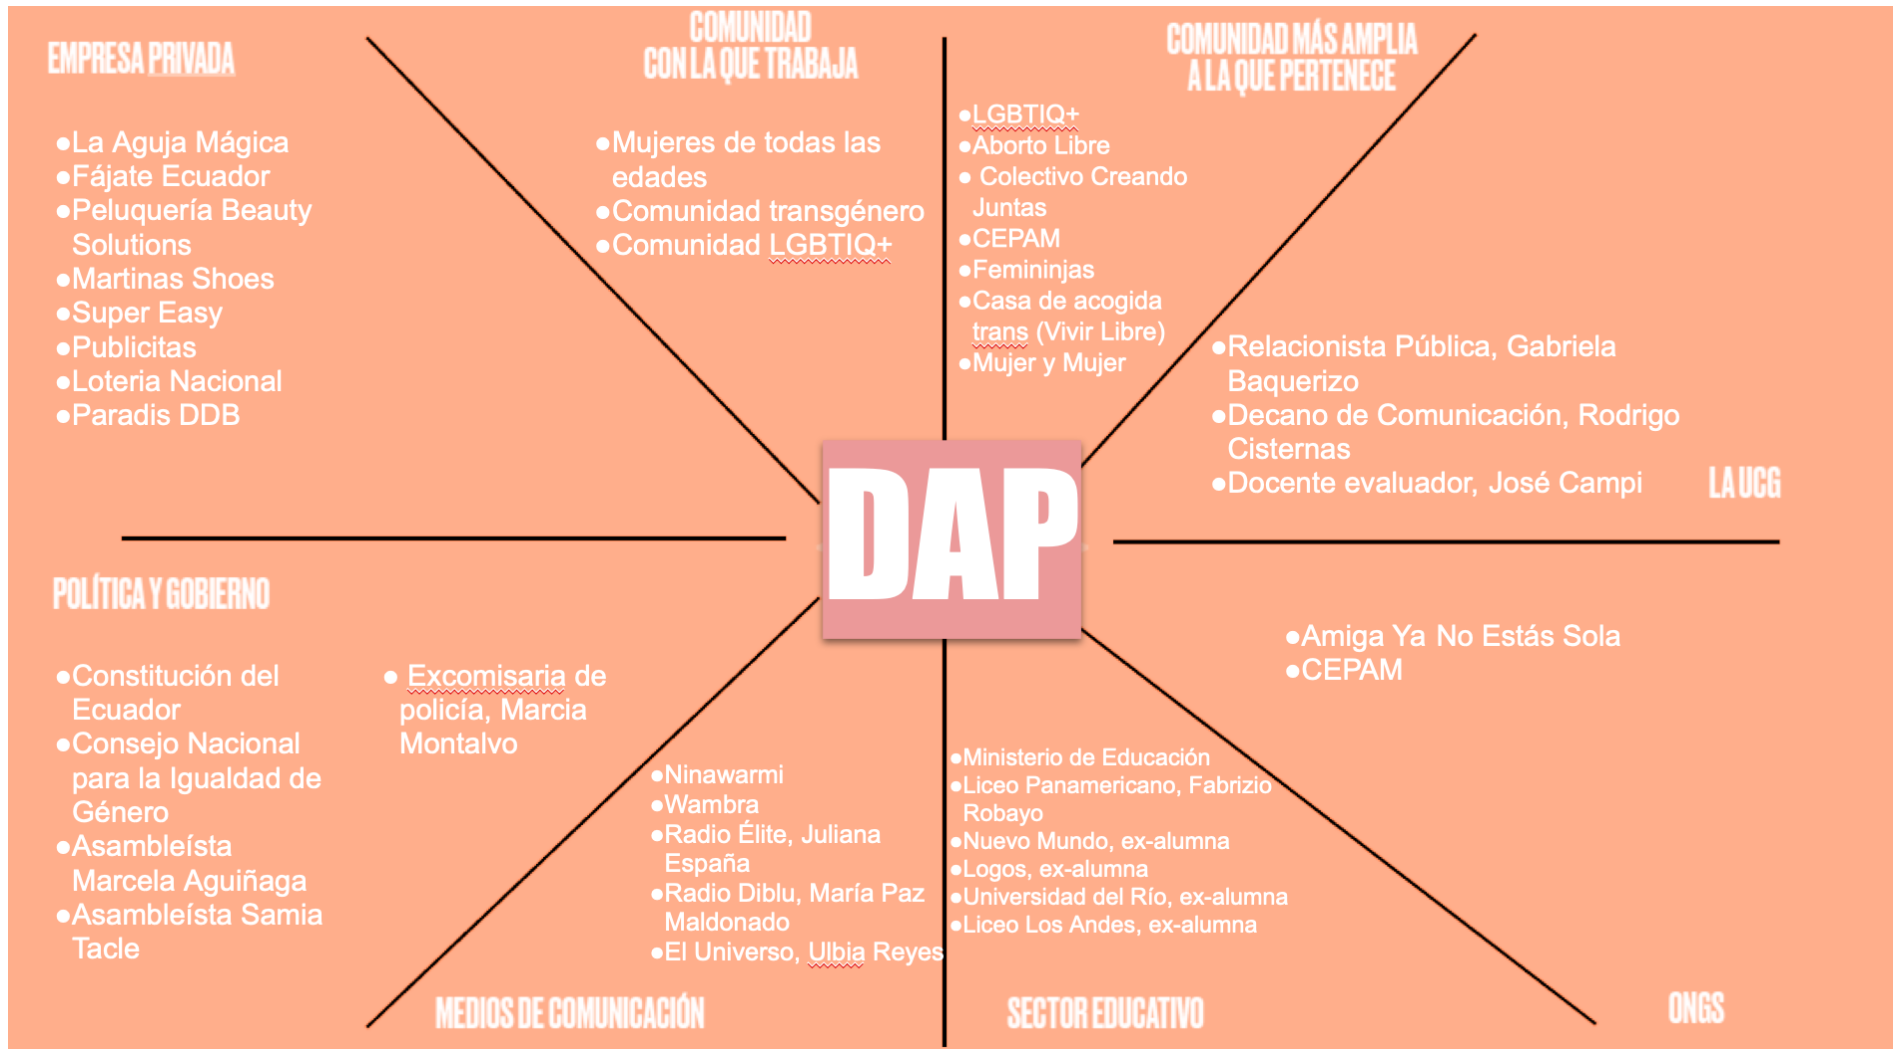 EMPRESA PRIVADA
●La Aguja Mágica
●Fájate Ecuador
●Peluquería Beauty
Solutions
●Martinas Shoes
●Super Easy
●Publicitas
●Loteria Nacional
●Paradis DDB
COMUNIDAD
CON LA QUE TRABAJA
●Mujeres de todas las
edades
●Comunidad transgénero
●Comunidad LGBTIQ+
COMUNIDAD MÁS AMPLIA
A LA QUE PERTENECE
●LGBTIQ+
●Aborto Libre
● Colectivo Creando
Juntas
●CEPAM
●Femininjas
●Casa de acogida
trans (Vivir Libre)
●Mujer y Mujer
●Relacionista Pública, Gabriela
Baquerizo
●Decano de Comunicación, Rodrigo
Cisternas
●Docente evaluador, José Campi
LA UCG
DAP
POLÍTICA Y GOBIERNO
●Constitución del
Ecuador
●Consejo Nacional
para la Igualdad de
Género
●Asambleísta
Marcela Aguiñaga
●Asambleísta Samia
Tacle
● Excomisaria de
policía, Marcia
Montalvo
●Ninawarmi
●Wambra
●Radio Élite, Juliana
España
●Radio Diblu, María Paz
Maldonado
●El Universo, Ulbia Reyes
MEDIOS DE COMUNICACIÓN
●Ministerio de Educación
●Liceo Panamericano, Fabrizio
Robayo
●Nuevo Mundo, ex-alumna
●Logos, ex-alumna
●Universidad del Río, ex-alumna
●Liceo Los Andes, ex-alumna
SECTOR EDUCATIVO
●Amiga Ya No Estás Sola
●CEPAM
ONGS